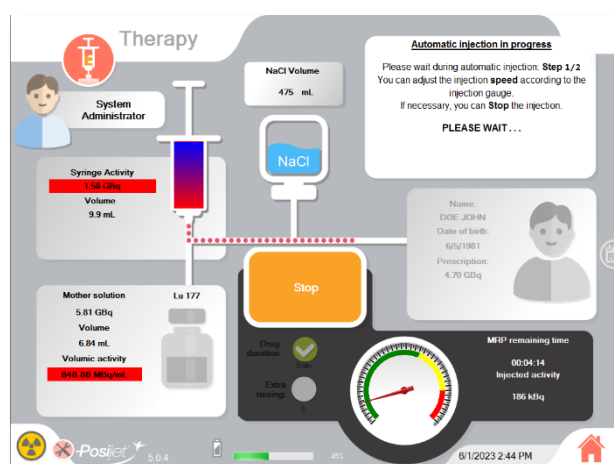 Therapy
System
Administrator
NaCl Volume
475 mL
Automatic injection in progress
Please wait during automatic injection: Step 1/2
You can adjust the injection speed according to the
injection gauge.
If necessary, you can Stop the injection.
PLEASE WAIT . . .
NaCl
Syringe Activity
1.58 GBq
Volume
9.9 mL
Name:
DOE JOHN
Date of birth:
6/5/1981
Prescription:
4.70 GBq
Stop
Mother solution
Lu 177
5.81 GBq
Volume
6.84 mL
Volumic activity
848.86 MBq/mL
Drug
duration
5 min
Extra
rinsing:
0
MRP remaining time
00:04:14
Injected activity
186 kBq
Posijet
5.0.4
45%
6/1/2023 2:44 PM